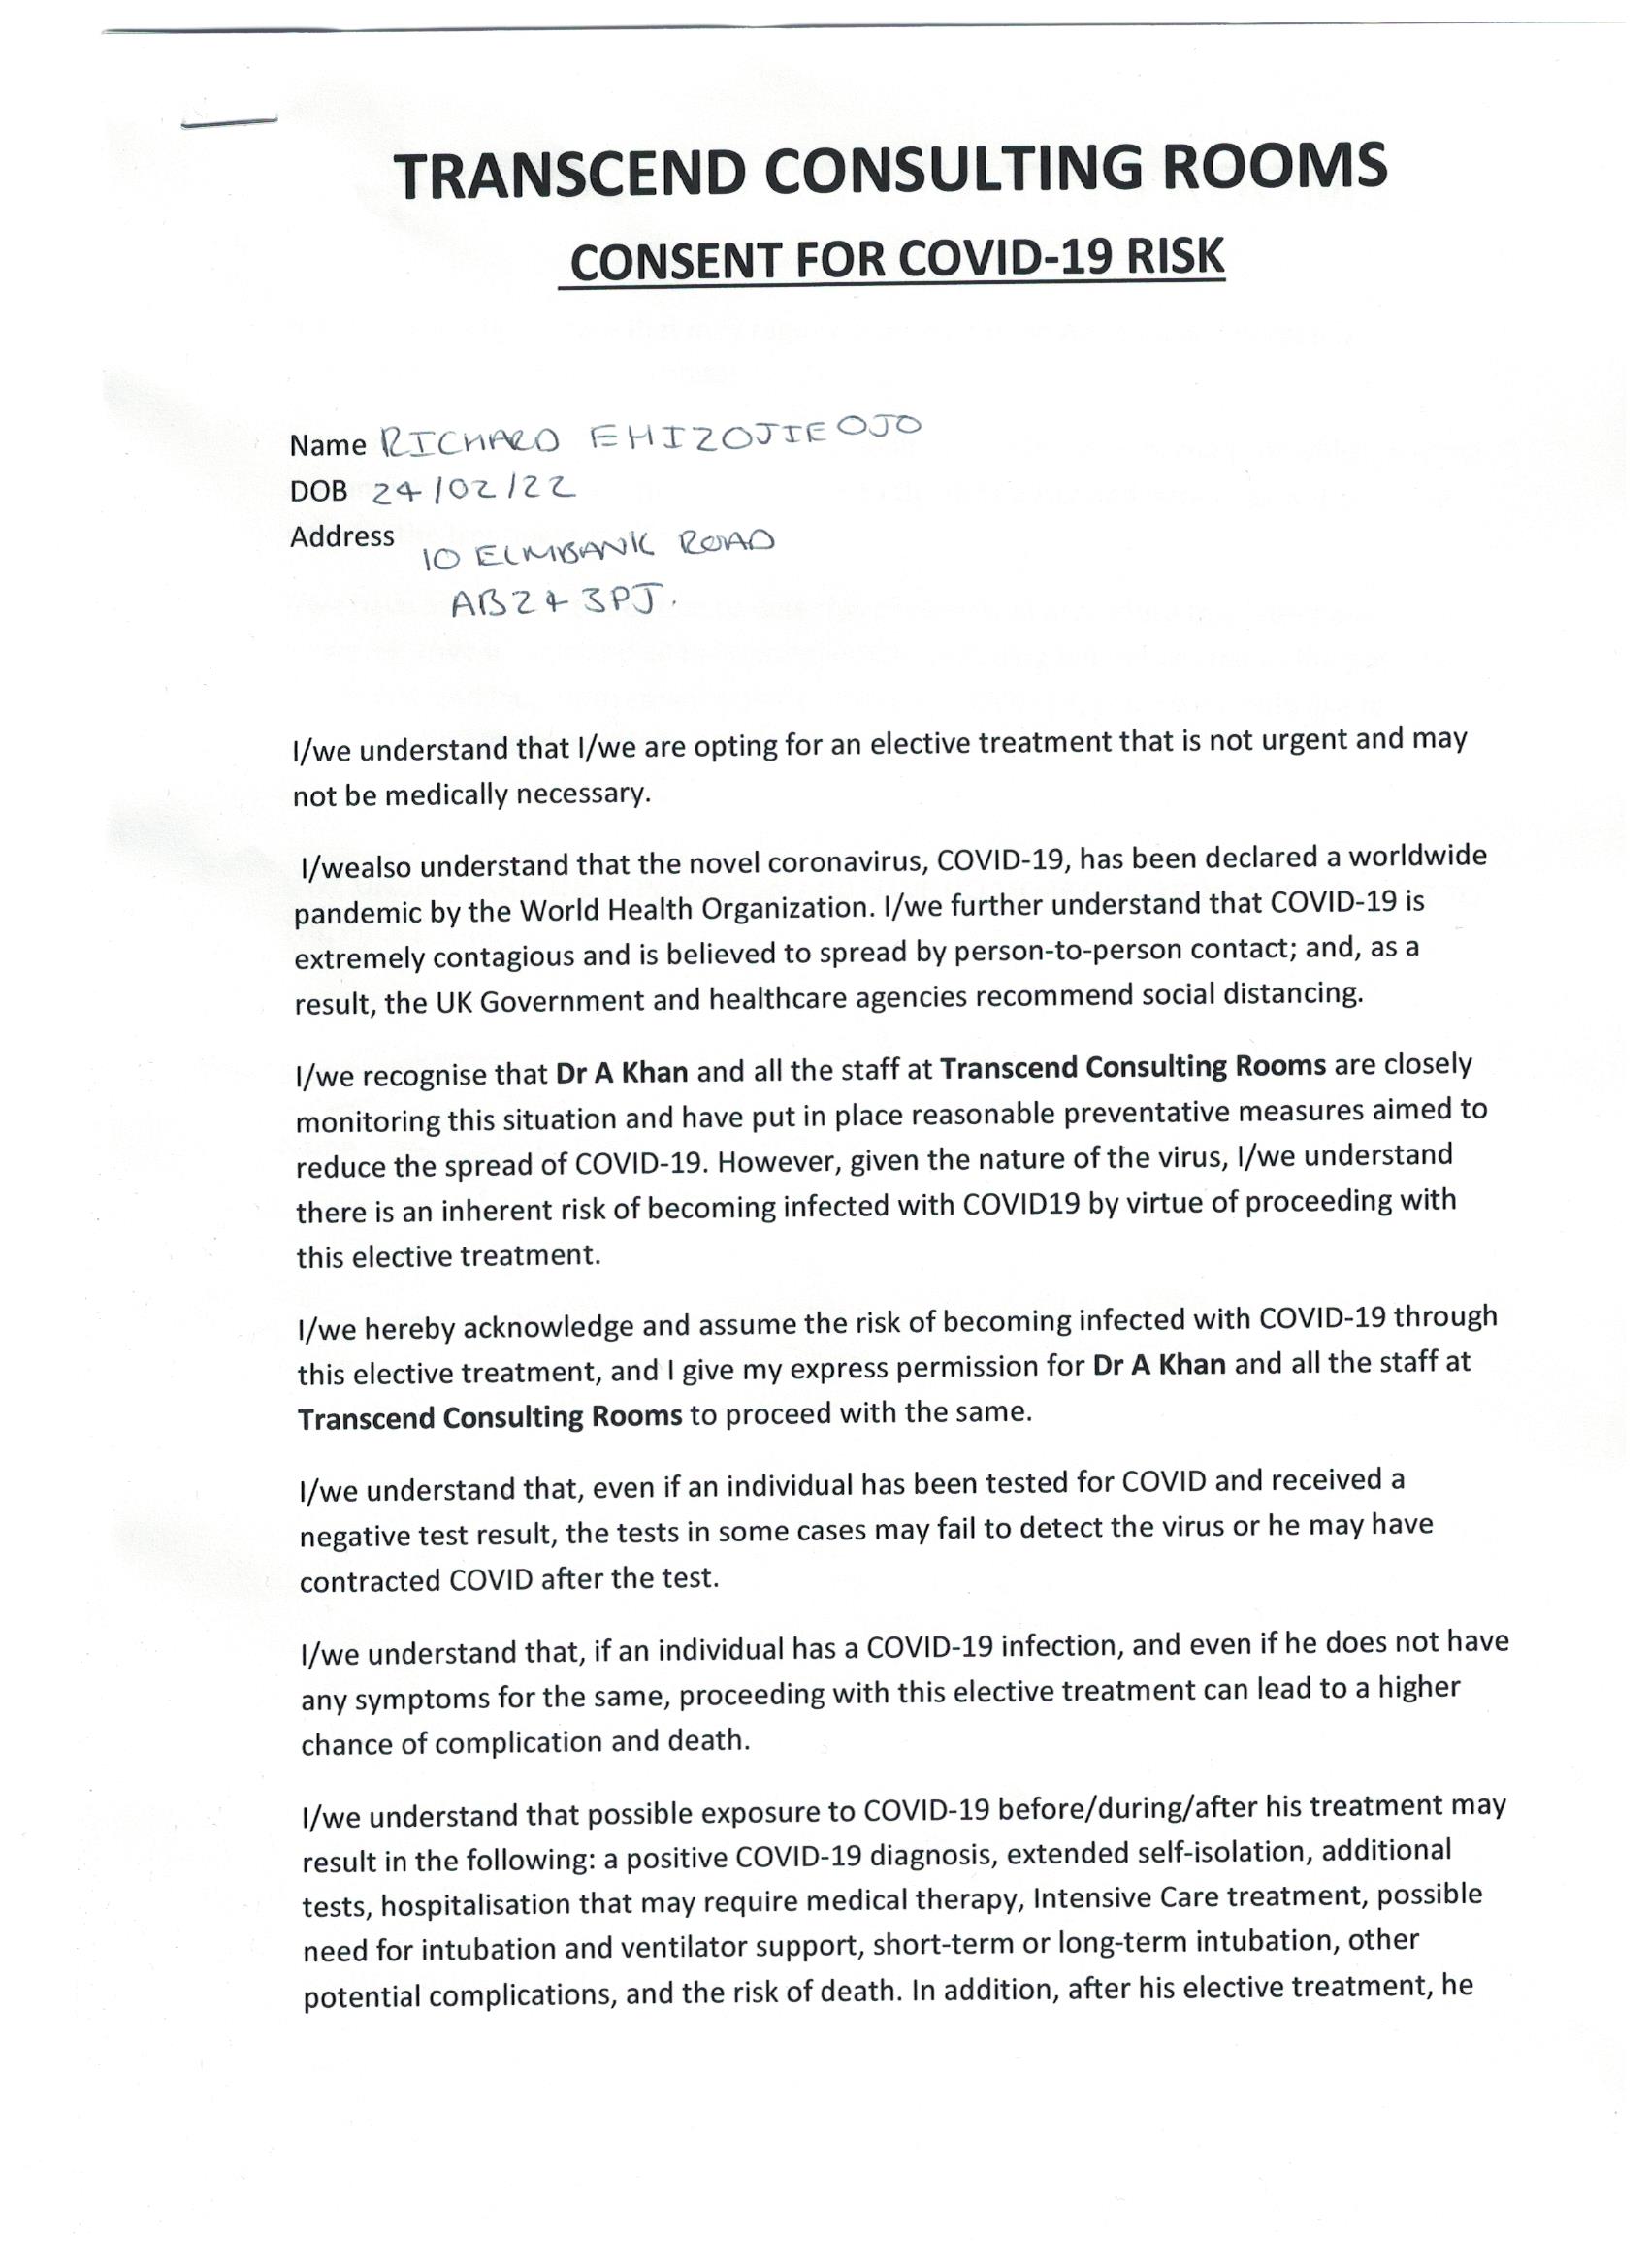 TRANSCEND CONSULTING ROOMS
CONSENT FOR COVID-19 RISK
Name RICHARD EHIZOJIE OJO
DOB 24/02/22
Address
10 ELMBANK ROAD
AB24 3PJ.
I/we understand that I/we are opting for an elective treatment that is not urgent and may
not be medically necessary.
I/wealso understand that the novel coronavirus, COVID-19, has been declared a worldwide
pandemic by the World Health Organization. I/we further understand that COVID-19 is
extremely contagious and is believed to spread by person-to-person contact; and, as a
result, the UK Government and healthcare agencies recommend social distancing.
I/we recognise that Dr A Khan and all the staff at Transcend Consulting Rooms are closely
monitoring this situation and have put in place reasonable preventative measures aimed to
reduce the spread of COVID-19. However, given the nature of the virus, I/we understand
there is an inherent risk of becoming infected with COVID19 by virtue of proceeding with
this elective treatment.
I/we hereby acknowledge and assume the risk of becoming infected with COVID-19 through
this elective treatment, and I give my express permission for Dr A Khan and all the staff at
Transcend Consulting Rooms to proceed with the same.
I/we understand that, even if an individual has been tested for COVID and received a
negative test result, the tests in some cases may fail to detect the virus or he may have
contracted COVID after the test.
I/we understand that, if an individual has a COVID-19 infection, and even if he does not have
any symptoms for the same, proceeding with this elective treatment can lead to a higher
chance of complication and death.
I/we understand that possible exposure to COVID-19 before/during/after his treatment may
result in the following: a positive COVID-19 diagnosis, extended self-isolation, additional
tests, hospitalisation that may require medical therapy, Intensive Care treatment, possible
need for intubation and ventilator support, short-term or long-term intubation, other
potential complications, and the risk of death. In addition, after his elective treatment, he